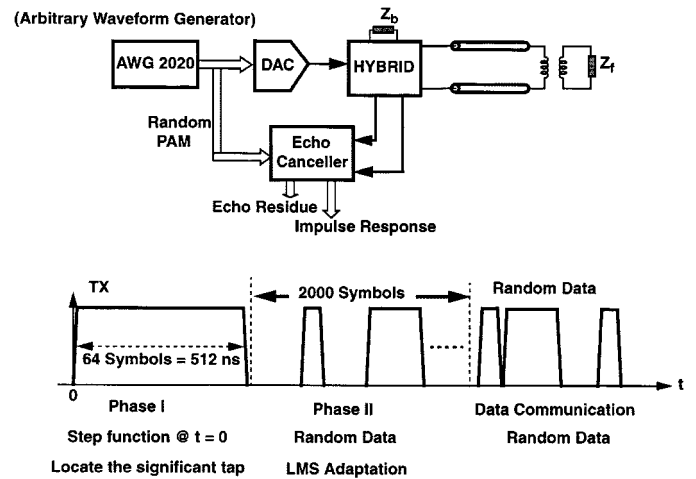 (Arbitrary Waveform Generator)
Zb
AWG 2020
DAC
HYBRID
Zf
Random
PAM
Echo
Canceller
Echo Residue
Impulse Response
TX
2000 Symbols
Random Data
64 Symbols = 512 ns
0
t
Phase I
Phase II
Data Communication
Step function @ t = 0
Random Data
Random Data
Locate the significant tap
LMS Adaptation